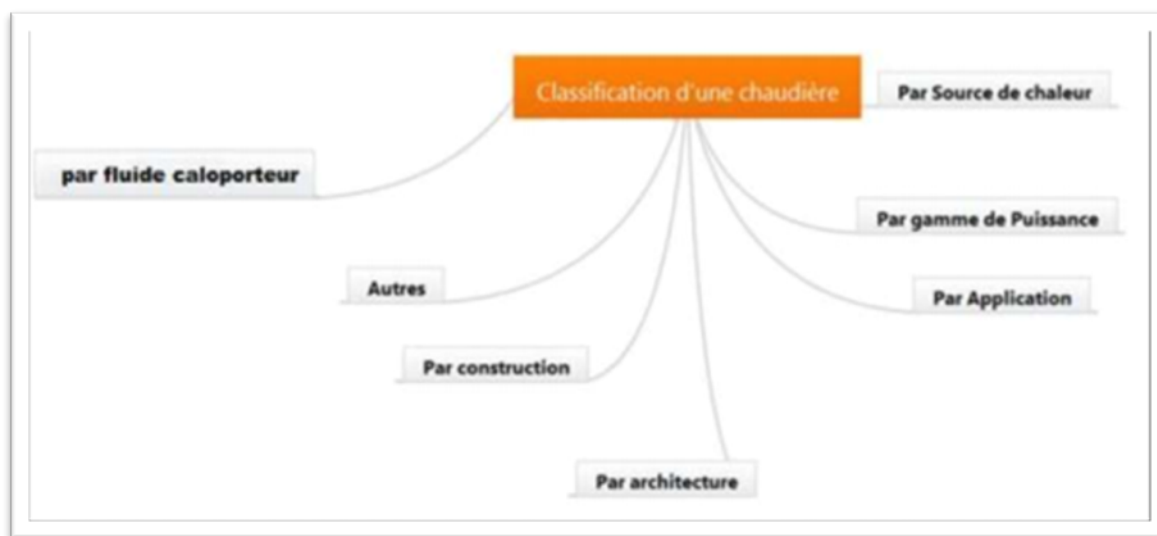 Classification d'une chaudière
Par Source de chaleur
par fluide caloporteur
Par gamme de Puissance
Autres
Par Application
Par construction
Par architecture